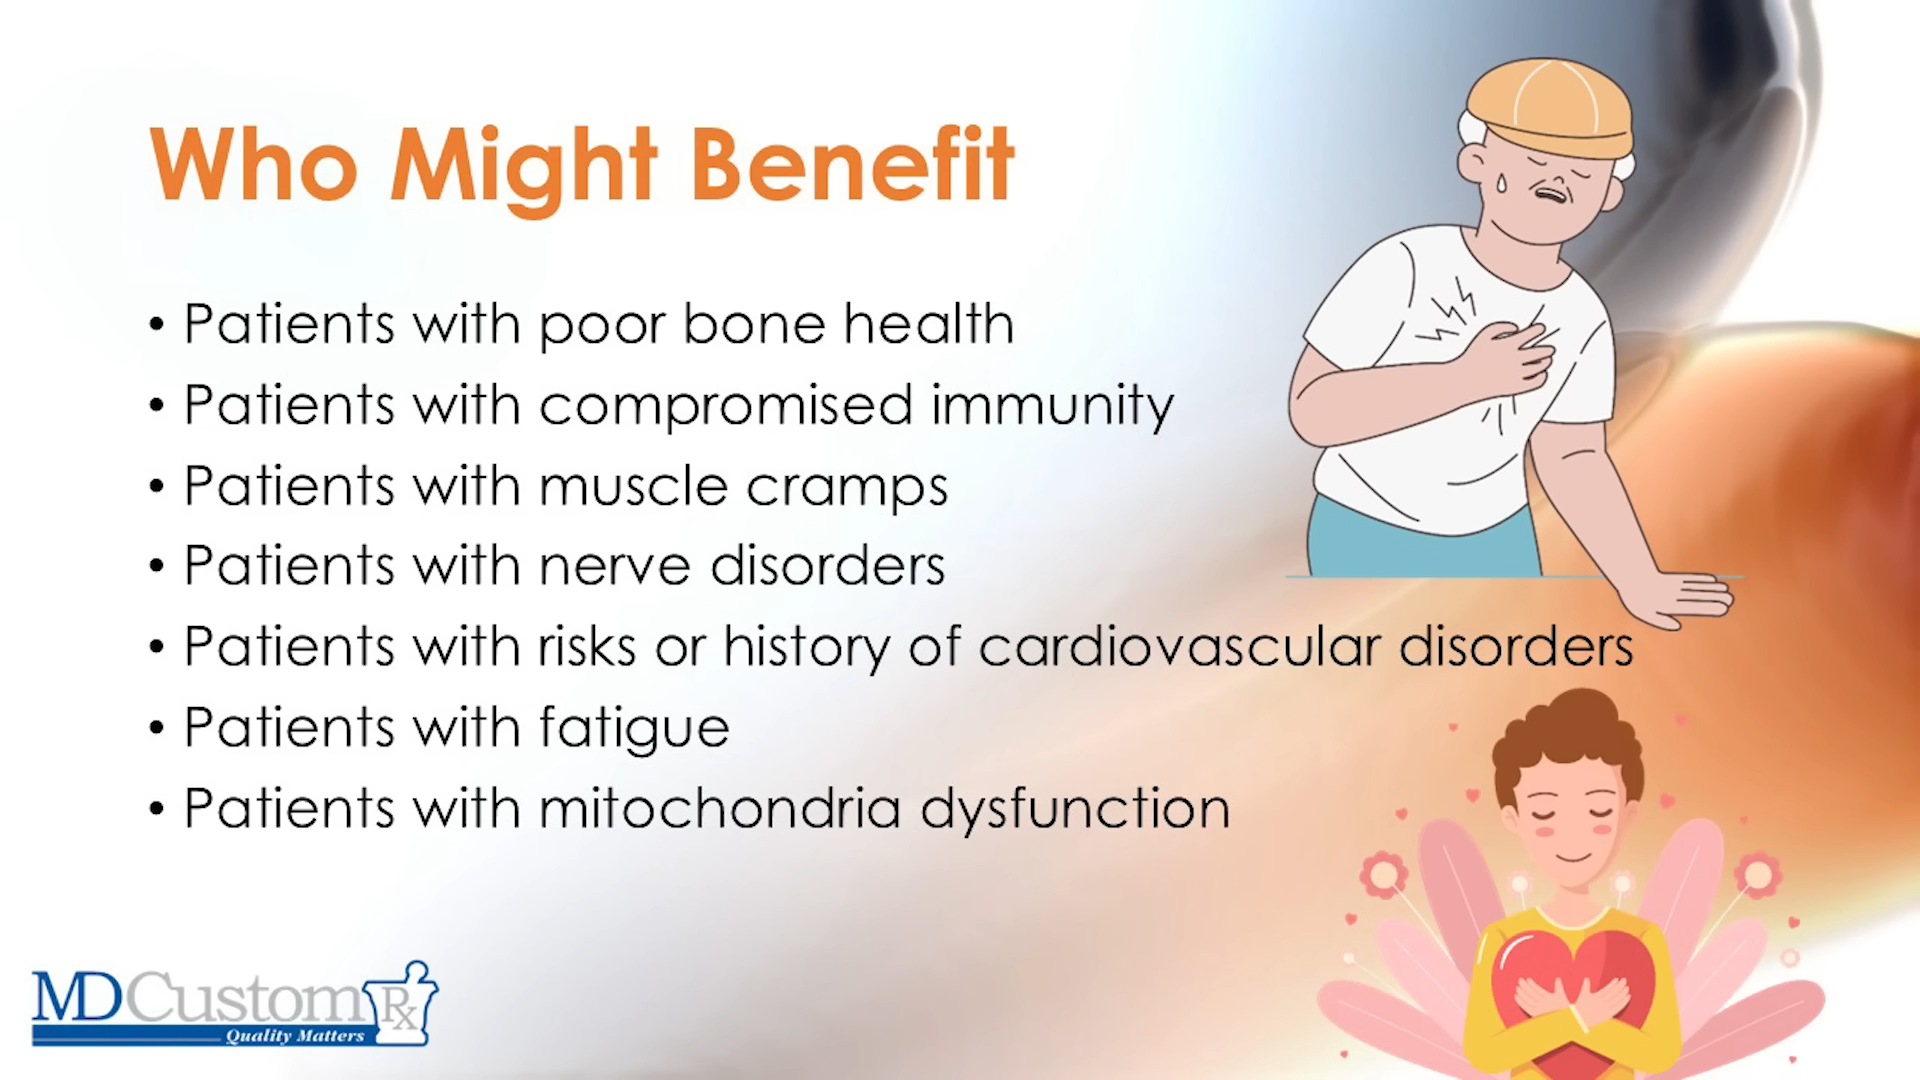 Who Might Benefit
• Patients with poor bone health
• Patients with compromised immunity
• Patients with muscle cramps
• Patients with nerve disorders
• Patients with risks or history of cardiovascular disorders
• Patients with fatigue
• Patients with mitochondria dysfunction
MDCustom Rx
Quality Matters